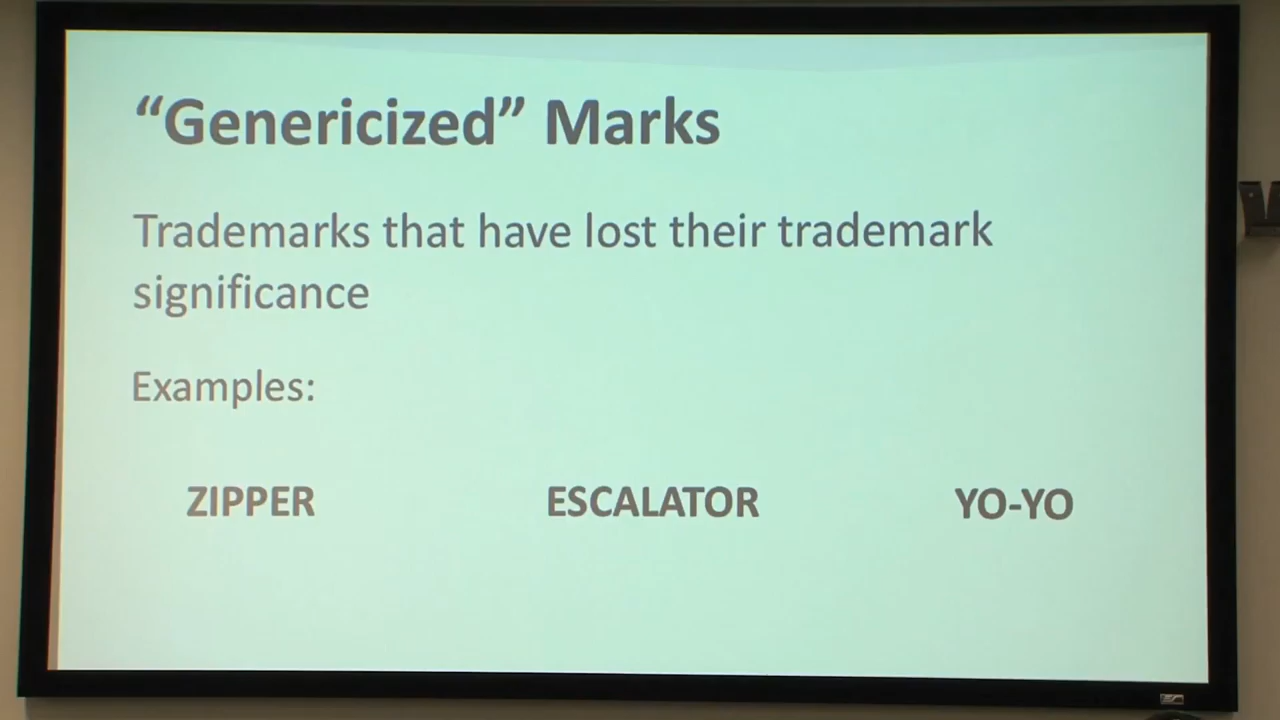 “Genericized” Marks
Trademarks that have lost their trademark
significance
Examples:
ZIPPER ESCALATOR YO-YO